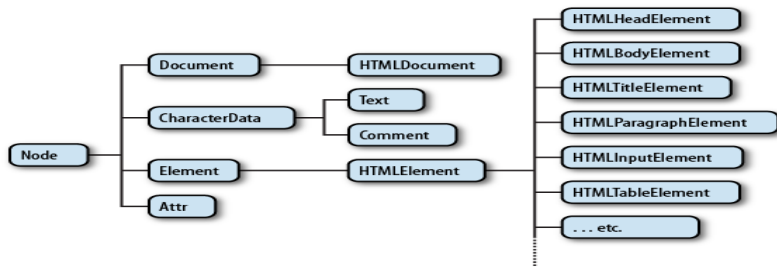 Node
Document
CharacterData
Element
Attr
HTMLDocument
Text
Comment
HTMLElement
HTMLHeadElement
HTMLBodyElement
HTMLTitleElement
HTMLParagraphElement
HTMLInputElement
HTMLTableElement
. . . etc.